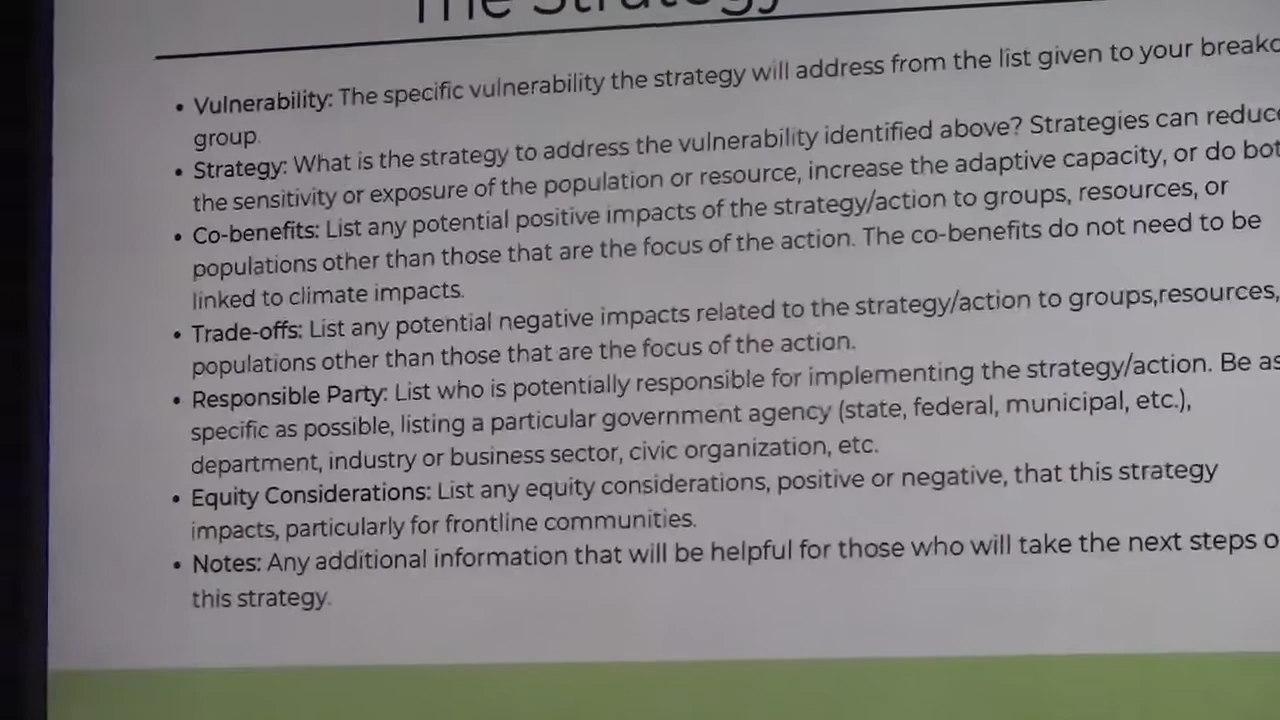 The Strategy
• Vulnerability: The specific vulnerability the strategy will address from the list given to your
group.
• Strategy: What is the strategy to address the vulnerability identified above? Strategies can reduce
the sensitivity or exposure of the population or resource, increase the adaptive capacity, or do
• Co-benefits: List any potential positive impacts of the strategy/action to groups, resources, or
populations other than those that are the focus of the action. The co-benefits do not need to be
linked to climate impacts.
• Trade-offs: List any potential negative impacts related to the strategy/action to groups,resources,
populations other than those that are the focus of the action.
• Responsible Party: List who is potentially responsible for implementing the strategy/action. Be as
specific as possible, listing a particular government agency (state, federal, municipal, etc.),
department, industry or business sector, civic organization, etc.
• Equity Considerations: List any equity considerations, positive or negative, that this strategy
impacts, particularly for frontline communities.
• Notes: Any additional information that will be helpful for those who will take the next steps
this strategy.